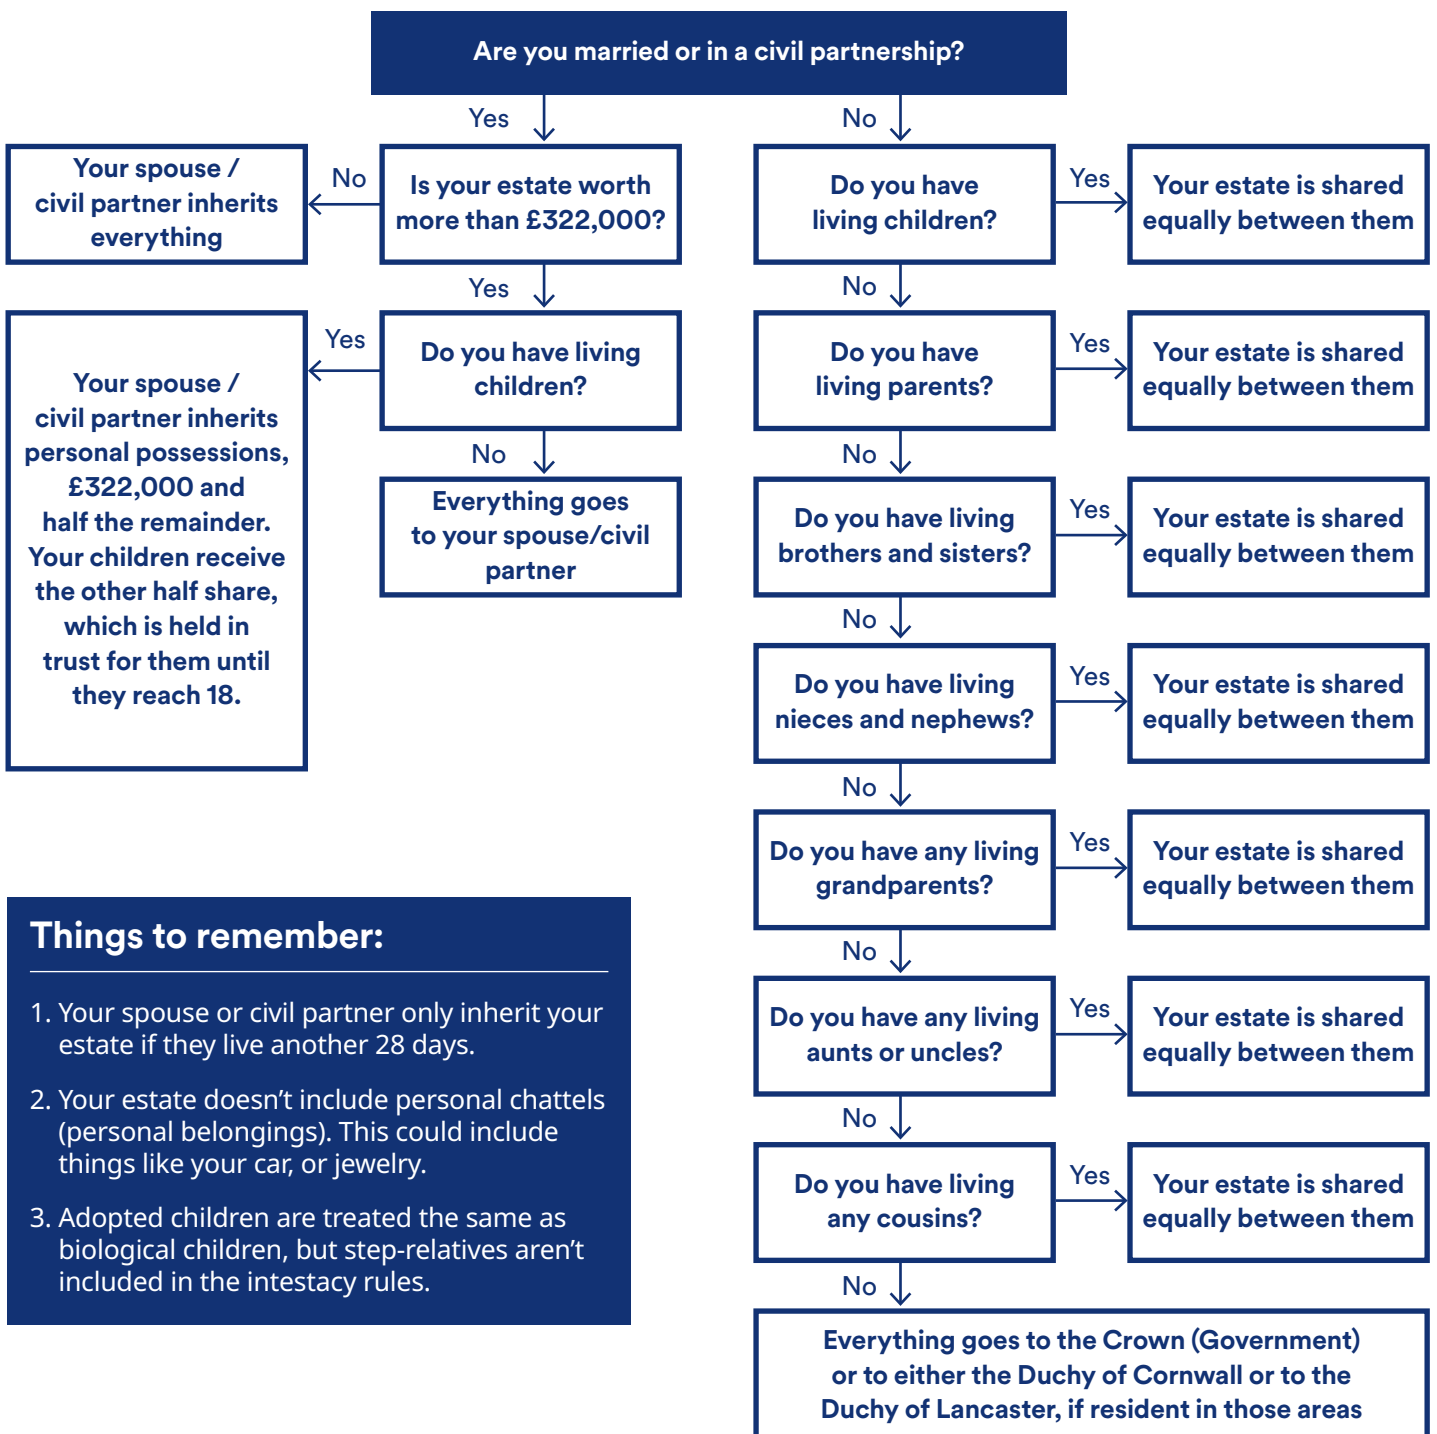 Are you married or in a civil partnership?
Yes
No
Your spouse /
civil partner inherits
everything
No
Is your estate worth
more than £322,000?
Do you have
living children?
Yes
Your estate is shared
equally between them
Yes
No
Your spouse /
civil partner inherits
personal possessions,
£322,000 and
half the remainder.
Your children receive
the other half share,
which is held in
trust for them until
they reach 18.
Yes
Do you have living
children?
No
Everything goes
to your spouse/civil
partner
Do you have
living parents?
Yes
Your estate is shared
equally between them
No
Do you have living
brothers and sisters?
Yes
Your estate is shared
equally between them
No
Do you have living
nieces and nephews?
Yes
Your estate is shared
equally between them
No
Do you have any living
grandparents?
Yes
Your estate is shared
equally between them
No
Do you have any living
aunts or uncles?
Yes
Your estate is shared
equally between them
No
Do you have living
any cousins?
Yes
Your estate is shared
equally between them
No
Everything goes to the Crown (Government)
or to either the Duchy of Cornwall or to the
Duchy of Lancaster, if resident in those areas
Things to remember:
1. Your spouse or civil partner only inherit your
estate if they live another 28 days.
2. Your estate doesn't include personal chattels
(personal belongings). This could include
things like your car, or jewelry.
3. Adopted children are treated the same as
biological children, but step-relatives aren't
included in the intestacy rules.